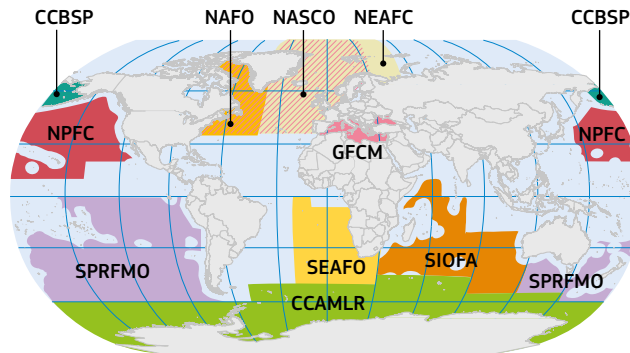 CCBSP
NAFO
NASCO
NEAFC
CCBSP
NPFC
NPFC
GFCM
SPRFMO
SEAFO
SIOFA
SPRFMO
CCAMLR